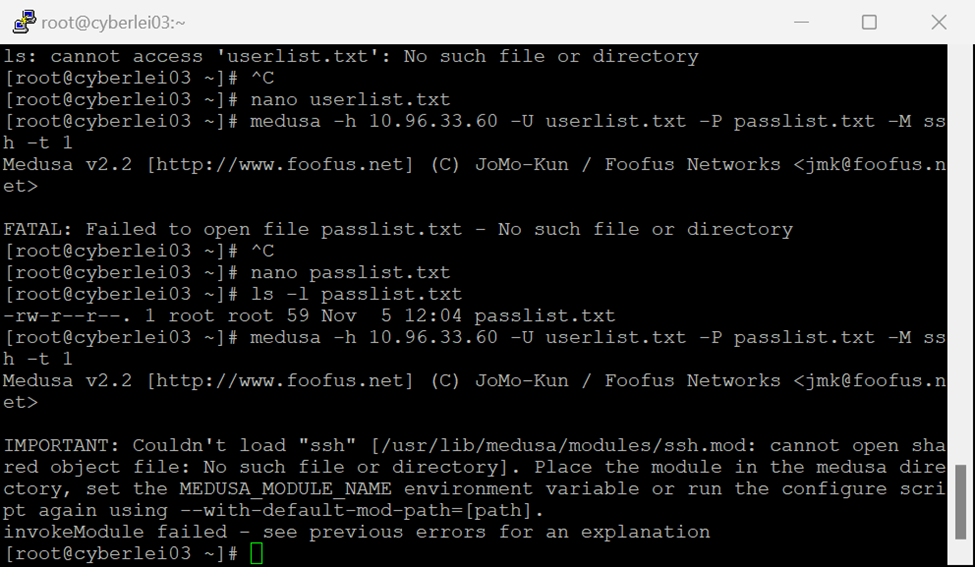 root@cyberlei03:~
ls: cannot access 'userlist.txt': No such file or directory
[root@cyberlei03 ~]# ^C
[root@cyberlei03 ~]# nano userlist.txt
[root@cyberlei03 ~]# medusa -h 10.96.33.60 -U userlist.txt -P passlist.txt -M ss
h -t 1
Medusa v2.2 [http://www.foofus.net] (C) JoMo-Kun / Foofus Networks <jmk@foofus.n
et>

FATAL: Failed to open file passlist.txt - No such file or directory
[root@cyberlei03 ~]# ^C
[root@cyberlei03 ~]# nano passlist.txt
[root@cyberlei03 ~]# ls -l passlist.txt
-rw-r--r--. 1 root root 59 Nov  5 12:04 passlist.txt
[root@cyberlei03 ~]# medusa -h 10.96.33.60 -U userlist.txt -P passlist.txt -M ss
h -t 1
Medusa v2.2 [http://www.foofus.net] (C) JoMo-Kun / Foofus Networks <jmk@foofus.n
et>

IMPORTANT: Couldn't load "ssh" [/usr/lib/medusa/modules/ssh.mod: cannot open sha
red object file: No such file or directory]. Place the module in the medusa dire
ctory, set the MEDUSA_MODULE_NAME environment variable or run the configure scri
pt again using --with-default-mod-path=[path].
invokeModule failed - see previous errors for an explanation
[root@cyberlei03 ~]#